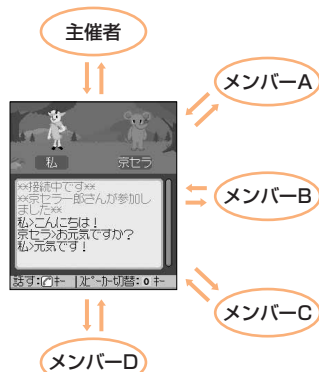 主催者
メンバーA
私 京セラ
※接続中です※
※京セラ一郎さんが参加し
ました※
私>こんにちは！
京セラ>お元気ですか？
私>元気です！
メンバーB
話す:キー |スピーカー切替:0 キー
メンバーC
メンバーD